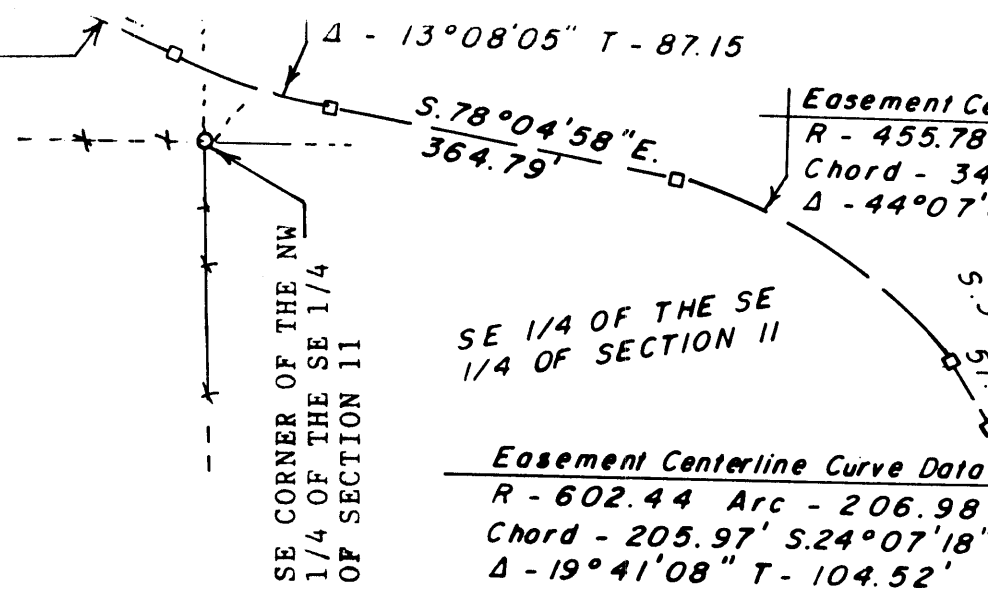 Δ - 13°08'05" T - 87.15
S.78°04'58"E.
364.79'
Easement Ce
R - 455.78
Chord - 34
Δ - 44°07'
SE CORNER OF THE NW
1/4 OF THE SE 1/4
OF SECTION 11
SE 1/4 OF THE SE
1/4 OF SECTION 11
Easement Centerline Curve Data
R - 602.44 Arc - 206.98
Chord - 205.97' S.24°07'18"
Δ - 19°41'08" T - 104.52'